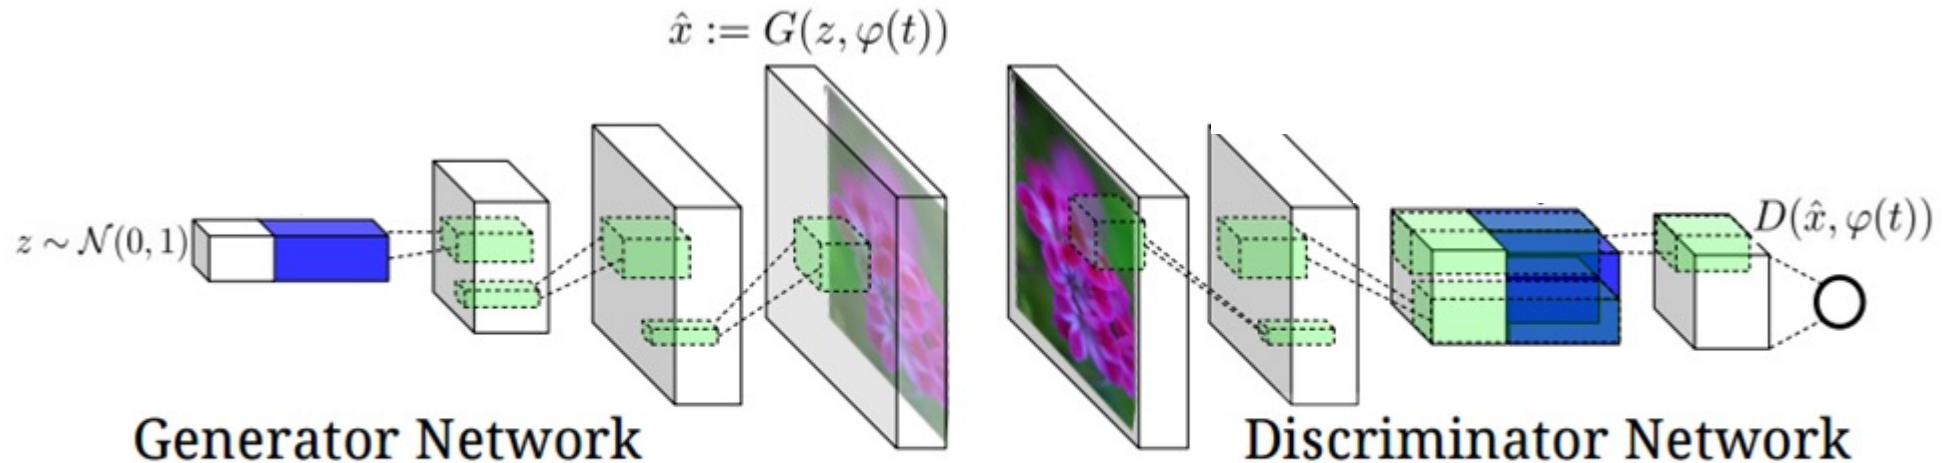 x̂ := G(z, φ(t))
z ∼ N(0, 1)
D(x̂, φ(t))
Generator Network
Discriminator Network